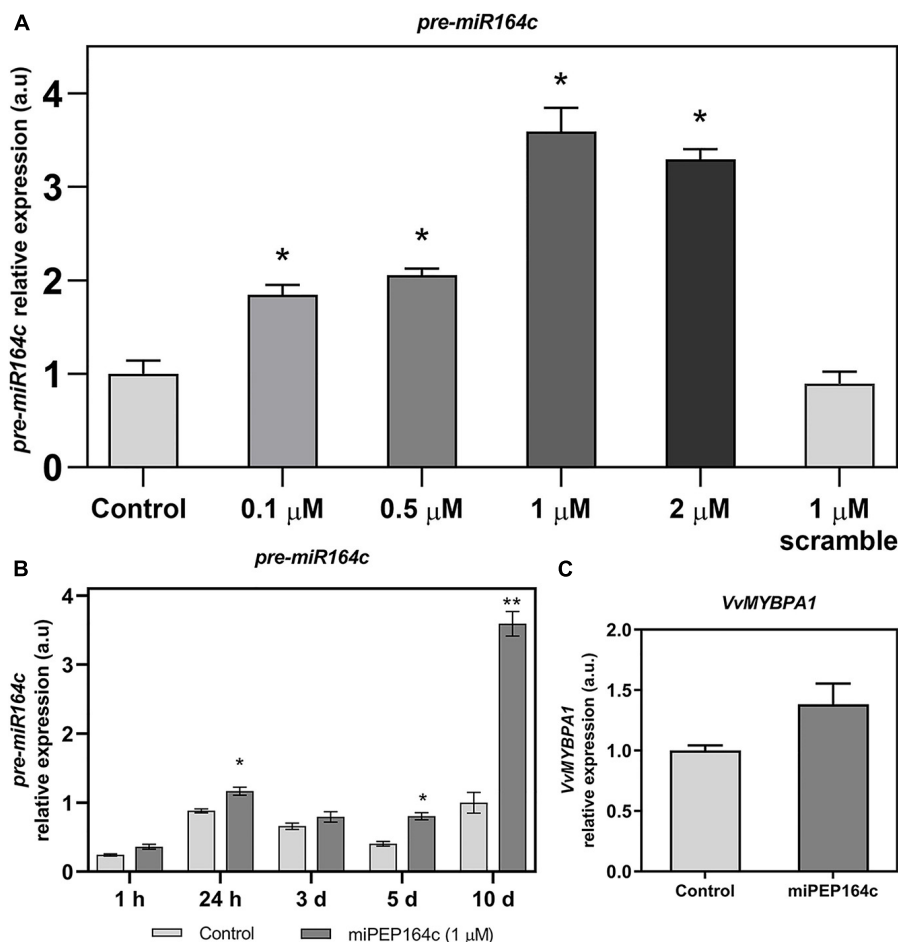 A
pre-miR164c
pre-miR164c relative expression (a.u)
4
3
2
1
0
* * * *
Control 0.1 μM 0.5 μM 1 μM 2 μM 1 μM
scramble
B
pre-miR164c
pre-miR164c
relative expression (a.u)
4
3
2
1
0
* * **
1 h 24 h 3 d 5 d 10 d
Control miPEP164c (1 μM)
C
VvMYBPA1
VvMYBPA1
relative expression (a.u.)
2.0
1.5
1.0
0.5
0.0
Control miPEP164c